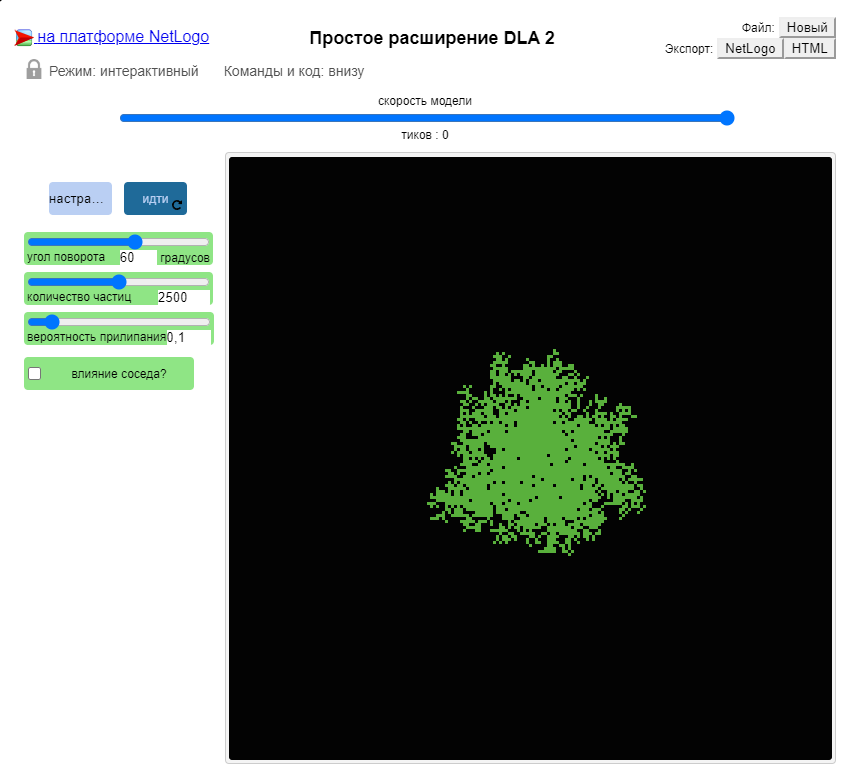 на платформе NetLogo
Простое расширение DLA 2
Файл: Новый
Экспорт: NetLogo HTML
Режим: интерактивный
Команды и код: внизу
скорость модели
тиков : 0
настра...
идти
угол поворота 60 градусов
количество частиц 2500
вероятность прилипания 0,1
влияние соседа?